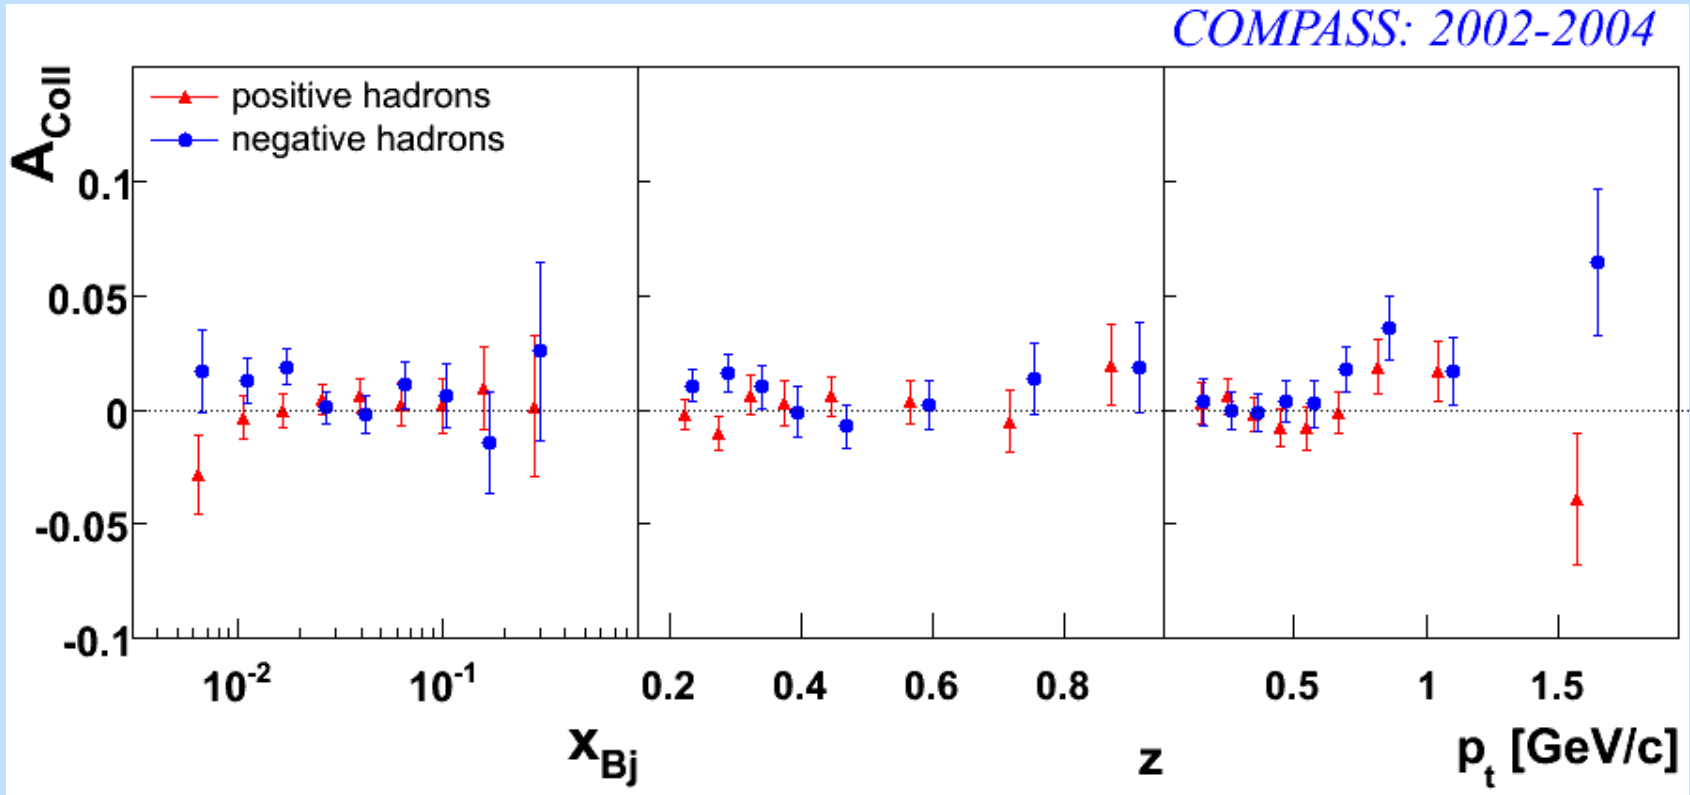 COMPASS: 2002-2004
A_Coll
positive hadrons
negative hadrons
0.1
0.05
0
-0.05
-0.1
10^-2 10^-1 0.2 0.4 0.6 0.8 0.5 1 1.5
x_Bj z p_t [GeV/c]